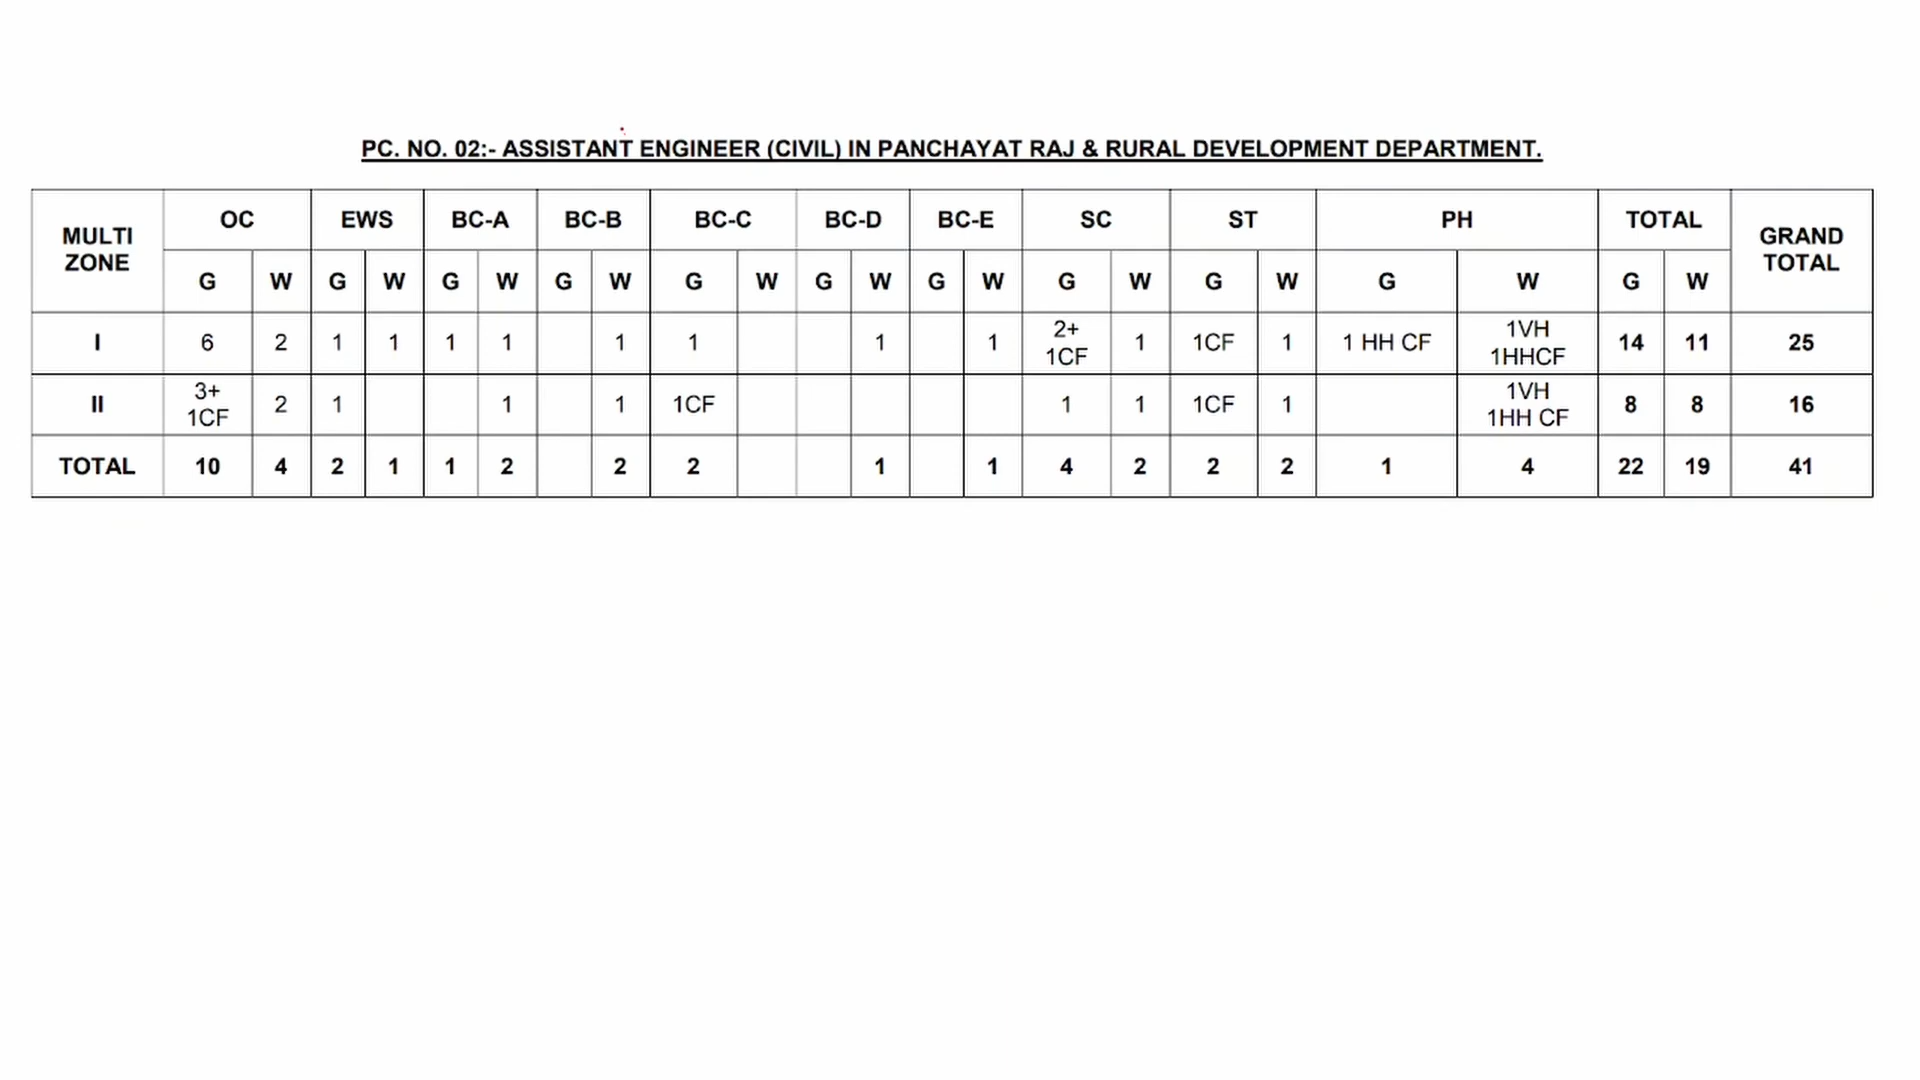 PC. NO. 02:- ASSISTANT ENGINEER (CIVIL) IN PANCHAYAT RAJ & RURAL DEVELOPMENT DEPARTMENT.
MULTI ZONE OC EWS BC-A BC-B BC-C BC-D BC-E SC ST PH TOTAL GRAND TOTAL
G W G W G W G W G W G W G W G W G W G W G W
I 6 2 1 1 1 1 1 1 1 1 2+ 1CF 1 1CF 1 1 HH CF 1VH 1HHCF 14 11 25
II 3+ 1CF 2 1 1 1 1CF 1 1 1CF 1 1VH 1HH CF 8 8 16
TOTAL 10 4 2 1 1 2 2 2 1 1 4 2 2 2 1 4 22 19 41